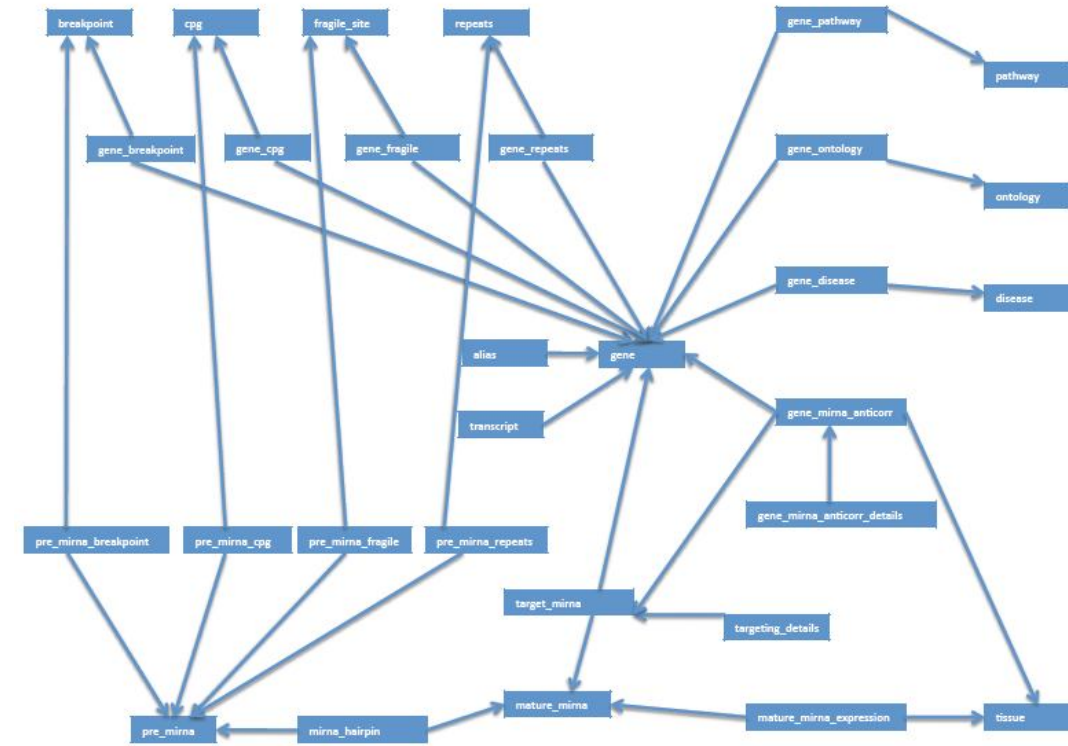 breakpoint
cpg
fragile_site
repeats
gene_pathway
pathway
gene_breakpoint
gene_cpg
gene_fragile
gene_repeats
gene_ontology
ontology
gene_disease
disease
alias
gene
transcript
gene_mirna_anticorr
gene_mirna_anticorr_details
pre_mirna_breakpoint
pre_mirna_cpg
pre_mirna_fragile
pre_mirna_repeats
target_mirna
targeting_details
pre_mirna
mirna_hairpin
mature_mirna
mature_mirna_expression
tissue